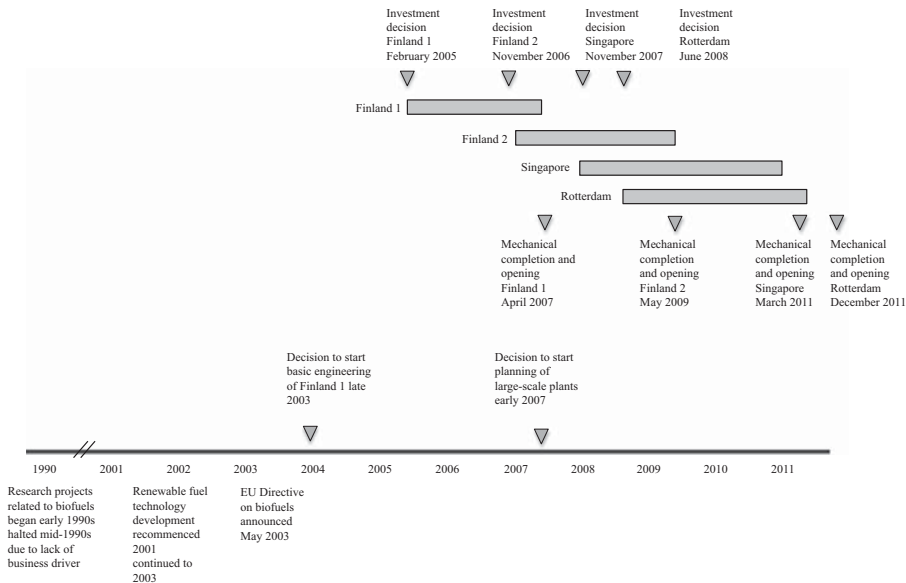 Investment
decision
Finland 1
February 2005
Investment
decision
Finland 2
November 2006
Investment
decision
Singapore
November 2007
Investment
decision
Rotterdam
June 2008
Finland 1
Finland 2
Singapore
Rotterdam
Mechanical
completion and
opening
Finland 1
April 2007
Mechanical
completion
and opening
Finland 2
May 2009
Mechanical
completion
and opening
Singapore
March 2011
Mechanical
completion
and opening
Rotterdam
December 2011
Decision to start
basic engineering
of Finland 1 late
2003
Decision to start
planning of
large-scale plants
early 2007
1990 2001 2002 2003 2004 2005 2006 2007 2008 2009 2010 2011
Research projects
related to biofuels
began early 1990s
halted mid-1990s
due to lack of
business driver
Renewable fuel
technology
development
recommenced
2001
continued to
2003
EU Directive
on biofuels
announced
May 2003